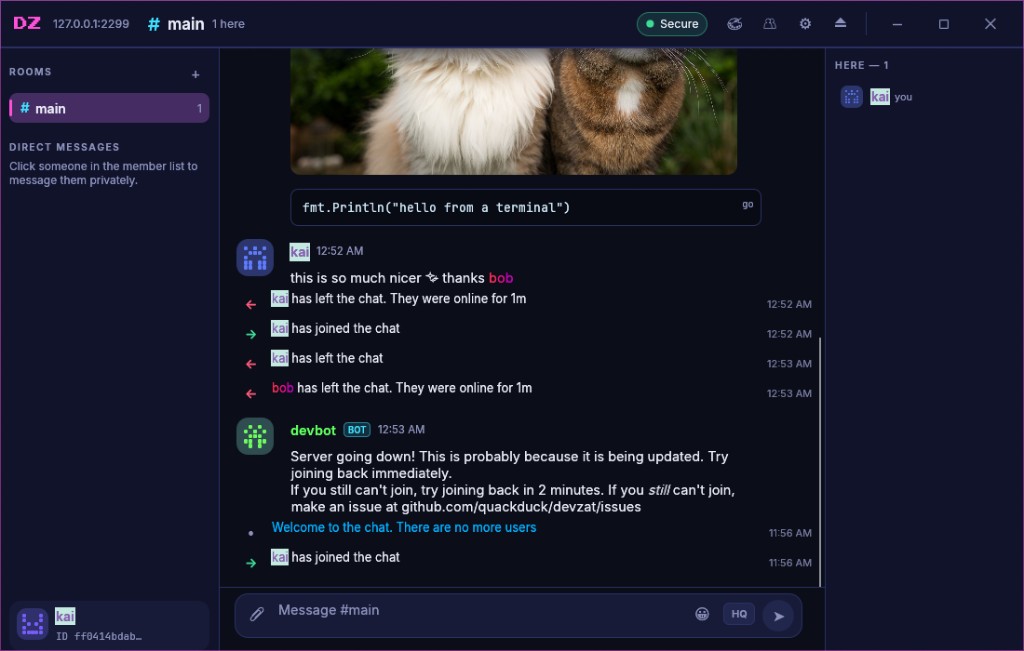 DZ 127.0.0.1:2299 # main 1 here Secure
ROOMS +
# main 1
DIRECT MESSAGES
Click someone in the member list to
message them privately.
kai
ID ff0414bdab…
fmt.Println("hello from a terminal") go
kai 12:52 AM
this is so much nicer thanks bob
kai has left the chat. They were online for 1m 12:52 AM
kai has joined the chat 12:52 AM
kai has left the chat 12:53 AM
bob has left the chat. They were online for 1m 12:53 AM
devbot BOT 12:53 AM
Server going down! This is probably because it is being updated. Try
joining back immediately.
If you still can't join, try joining back in 2 minutes. If you still can't join,
make an issue at github.com/quackduck/devzat/issues
Welcome to the chat. There are no more users 11:56 AM
kai has joined the chat 11:56 AM
Message #main HQ
HERE — 1
kai you